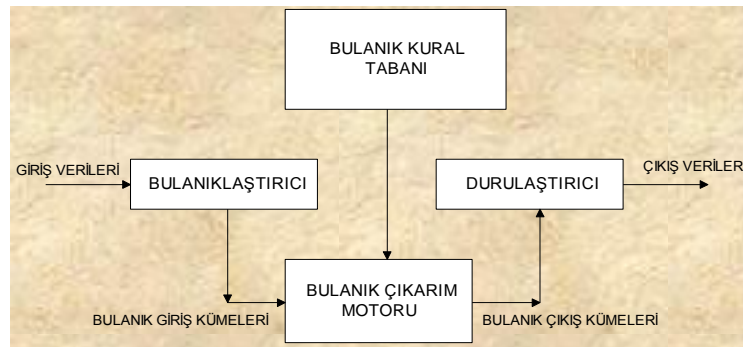 BULANIK KURAL
TABANI
GİRİŞ VERİLERİ
BULANIKLAŞTIRICI
DURULAŞTIRICI
ÇIKIŞ VERİLER
BULANIK ÇIKARIM
MOTORU
BULANIK GİRİŞ KÜMELERİ
BULANIK ÇIKIŞ KÜMELERİ